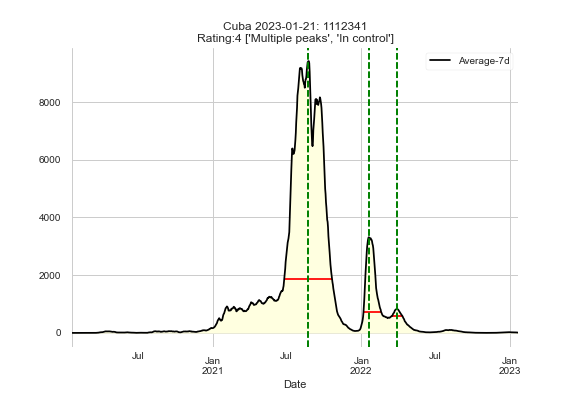 Cuba 2023-01-21: 1112341
Rating:4 ['Multiple peaks', 'In control']
Average-7d
8000
6000
4000
2000
0
Jul
Jan
2021
Jul
Jan
2022
Jul
Jan
2023
Date